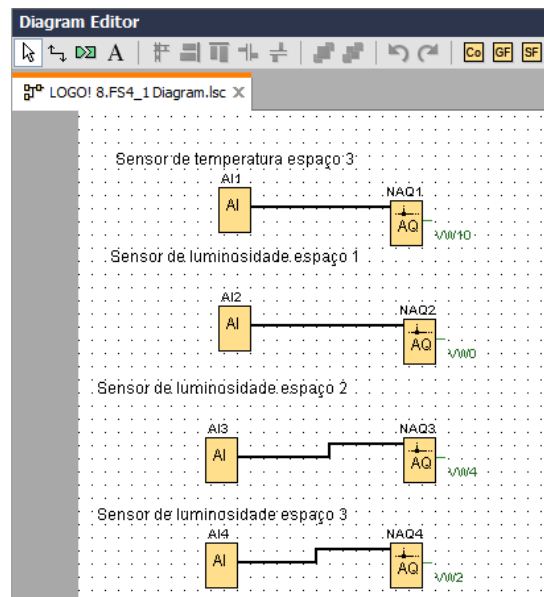 Diagram Editor
A Co GF SF
LOGO! 8.FS4_1 Diagram.lsc
Sensor de temperatura espaço 3
AI1
NAQ1
AI
AQ
VW10
Sensor de luminosidade espaço 1
AI2
NAQ2
AI
AQ
VW0
Sensor de luminosidade espaço 2
AI3
NAQ3
AI
AQ
VW4
Sensor de luminosidade espaço 3
AI4
NAQ4
AI
AQ
VW2